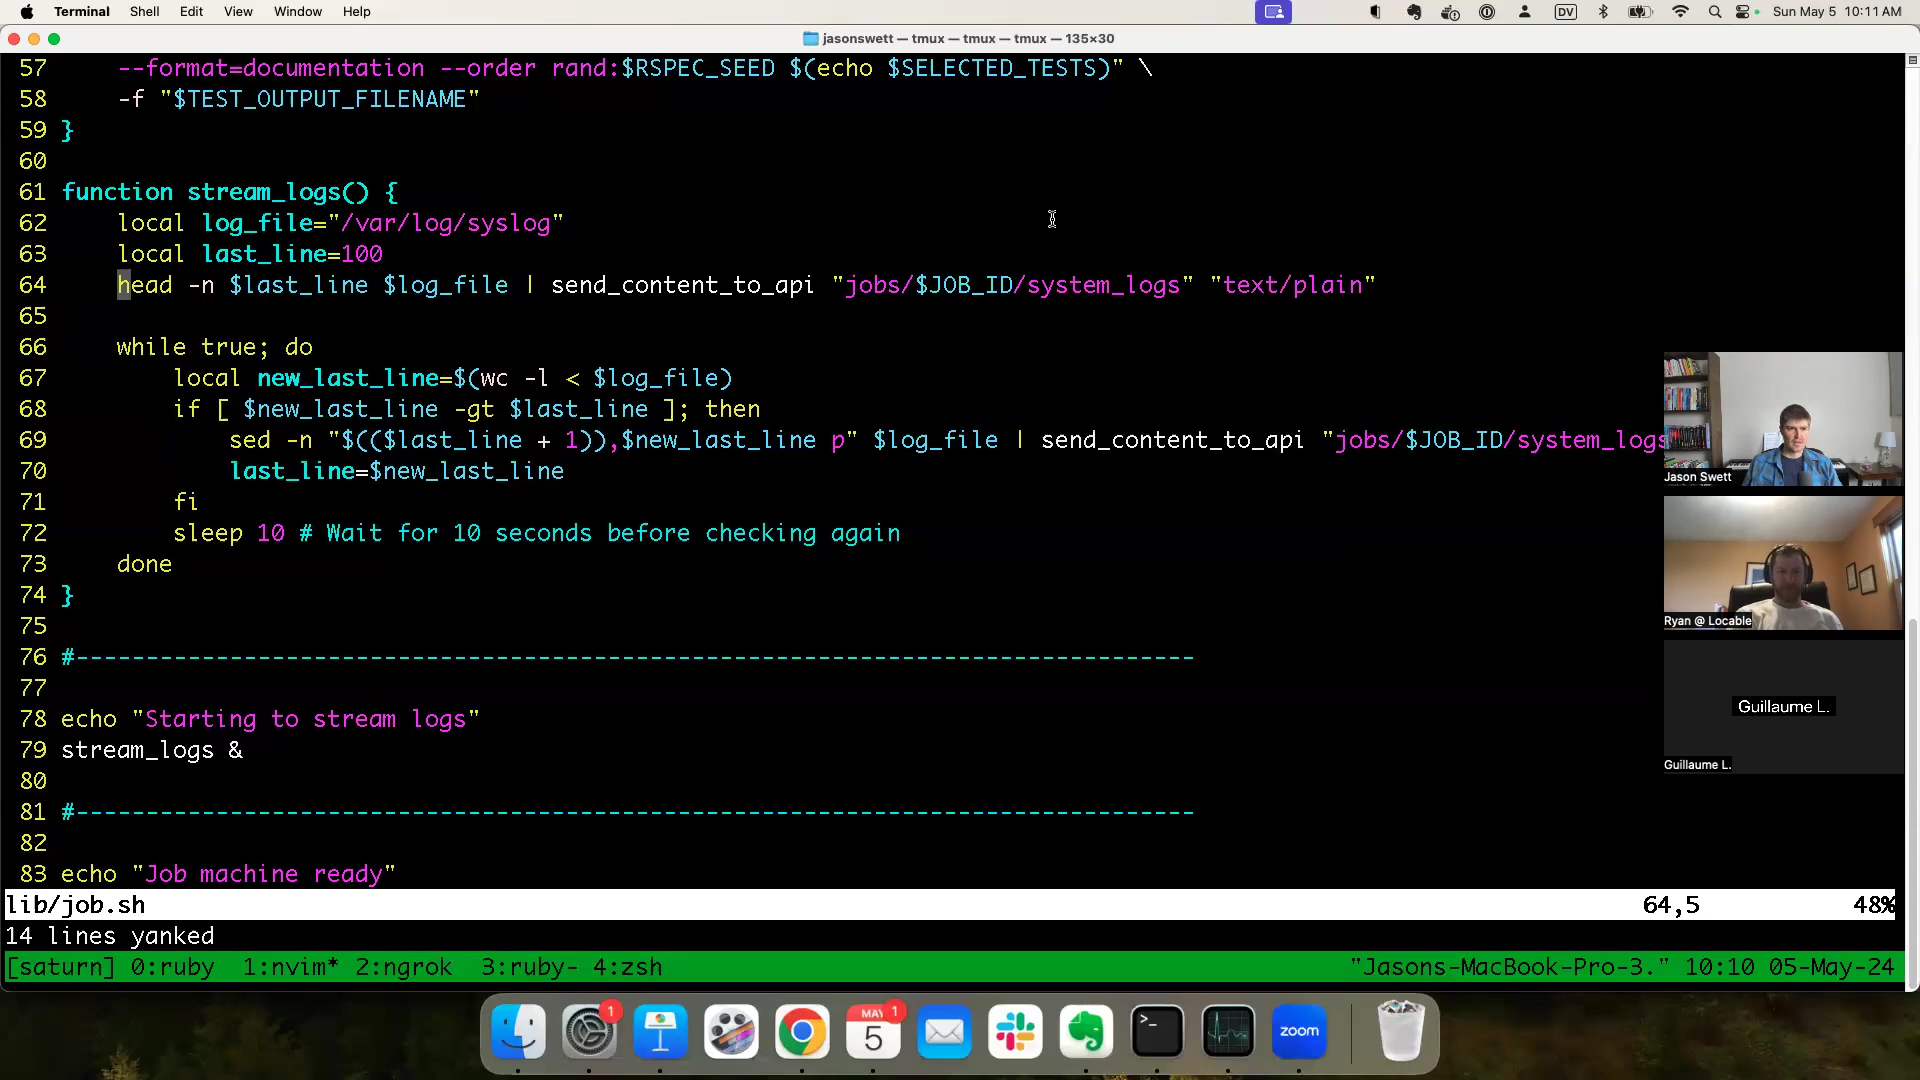 Terminal Shell Edit View Window Help DV Sun May 5 10:11 AM
jasonswett — tmux — tmux — tmux — 135×30
57     --format=documentation --order rand:$RSPEC_SEED $(echo $SELECTED_TESTS)" \
58     -f "$TEST_OUTPUT_FILENAME"
59 }
60
61 function stream_logs() {
62     local log_file="/var/log/syslog"
63     local last_line=100
64     head -n $last_line $log_file | send_content_to_api "jobs/$JOB_ID/system_logs" "text/plain"
65
66     while true; do
67         local new_last_line=$(wc -l < $log_file)
68         if [ $new_last_line -gt $last_line ]; then
69             sed -n "$(($last_line + 1)),$new_last_line p" $log_file | send_content_to_api "jobs/$JOB_ID/system_logs
70             last_line=$new_last_line
71         fi
72         sleep 10 # Wait for 10 seconds before checking again
73     done
74 }
75
76 #--------------------------------------------------------------------------------
77
78 echo "Starting to stream logs"
79 stream_logs &
80
81 #--------------------------------------------------------------------------------
82
83 echo "Job machine ready"
lib/job.sh 64,5 48%
14 lines yanked
[saturn] 0:ruby 1:nvim* 2:ngrok 3:ruby- 4:zsh "Jasons-MacBook-Pro-3." 10:10 05-May-24
Jason Swett
Ryan @ Locable
Guillaume L.
Guillaume L.
1
MAY
1
5
>_
zoom